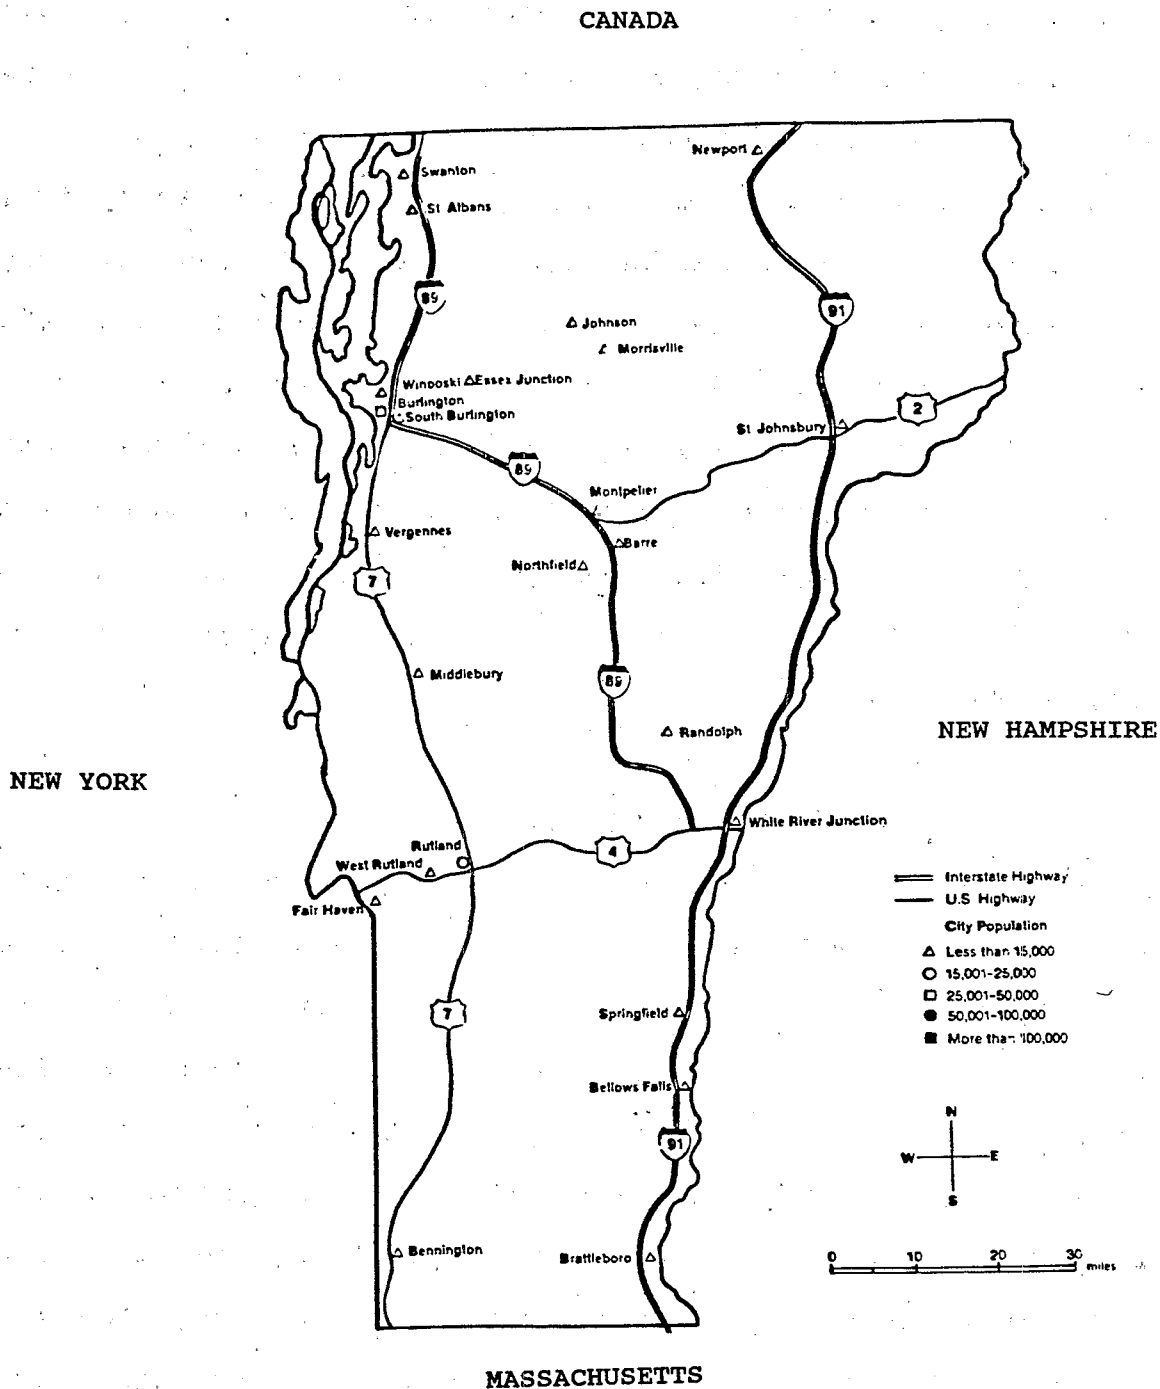 CANADA
Newport
Swanton
St Albans
89
91
Johnson
Morrisville
Winooski
Essex Junction
Burlington
South Burlington
2
St Johnsbury
89
Montpelier
Vergennes
Barre
Northfield
7
Middlebury
89
Randolph
NEW HAMPSHIRE
NEW YORK
White River Junction
Rutland
4
West Rutland
Fair Haven
Interstate Highway
U.S Highway
City Population
Less than 15,000
15,001-25,000
25,001-50,000
50,001-100,000
More than 100,000
Springfield
7
Bellows Falls
91
N
W
E
S
Bennington
Brattleboro
0 10 20 30
miles
MASSACHUSETTS